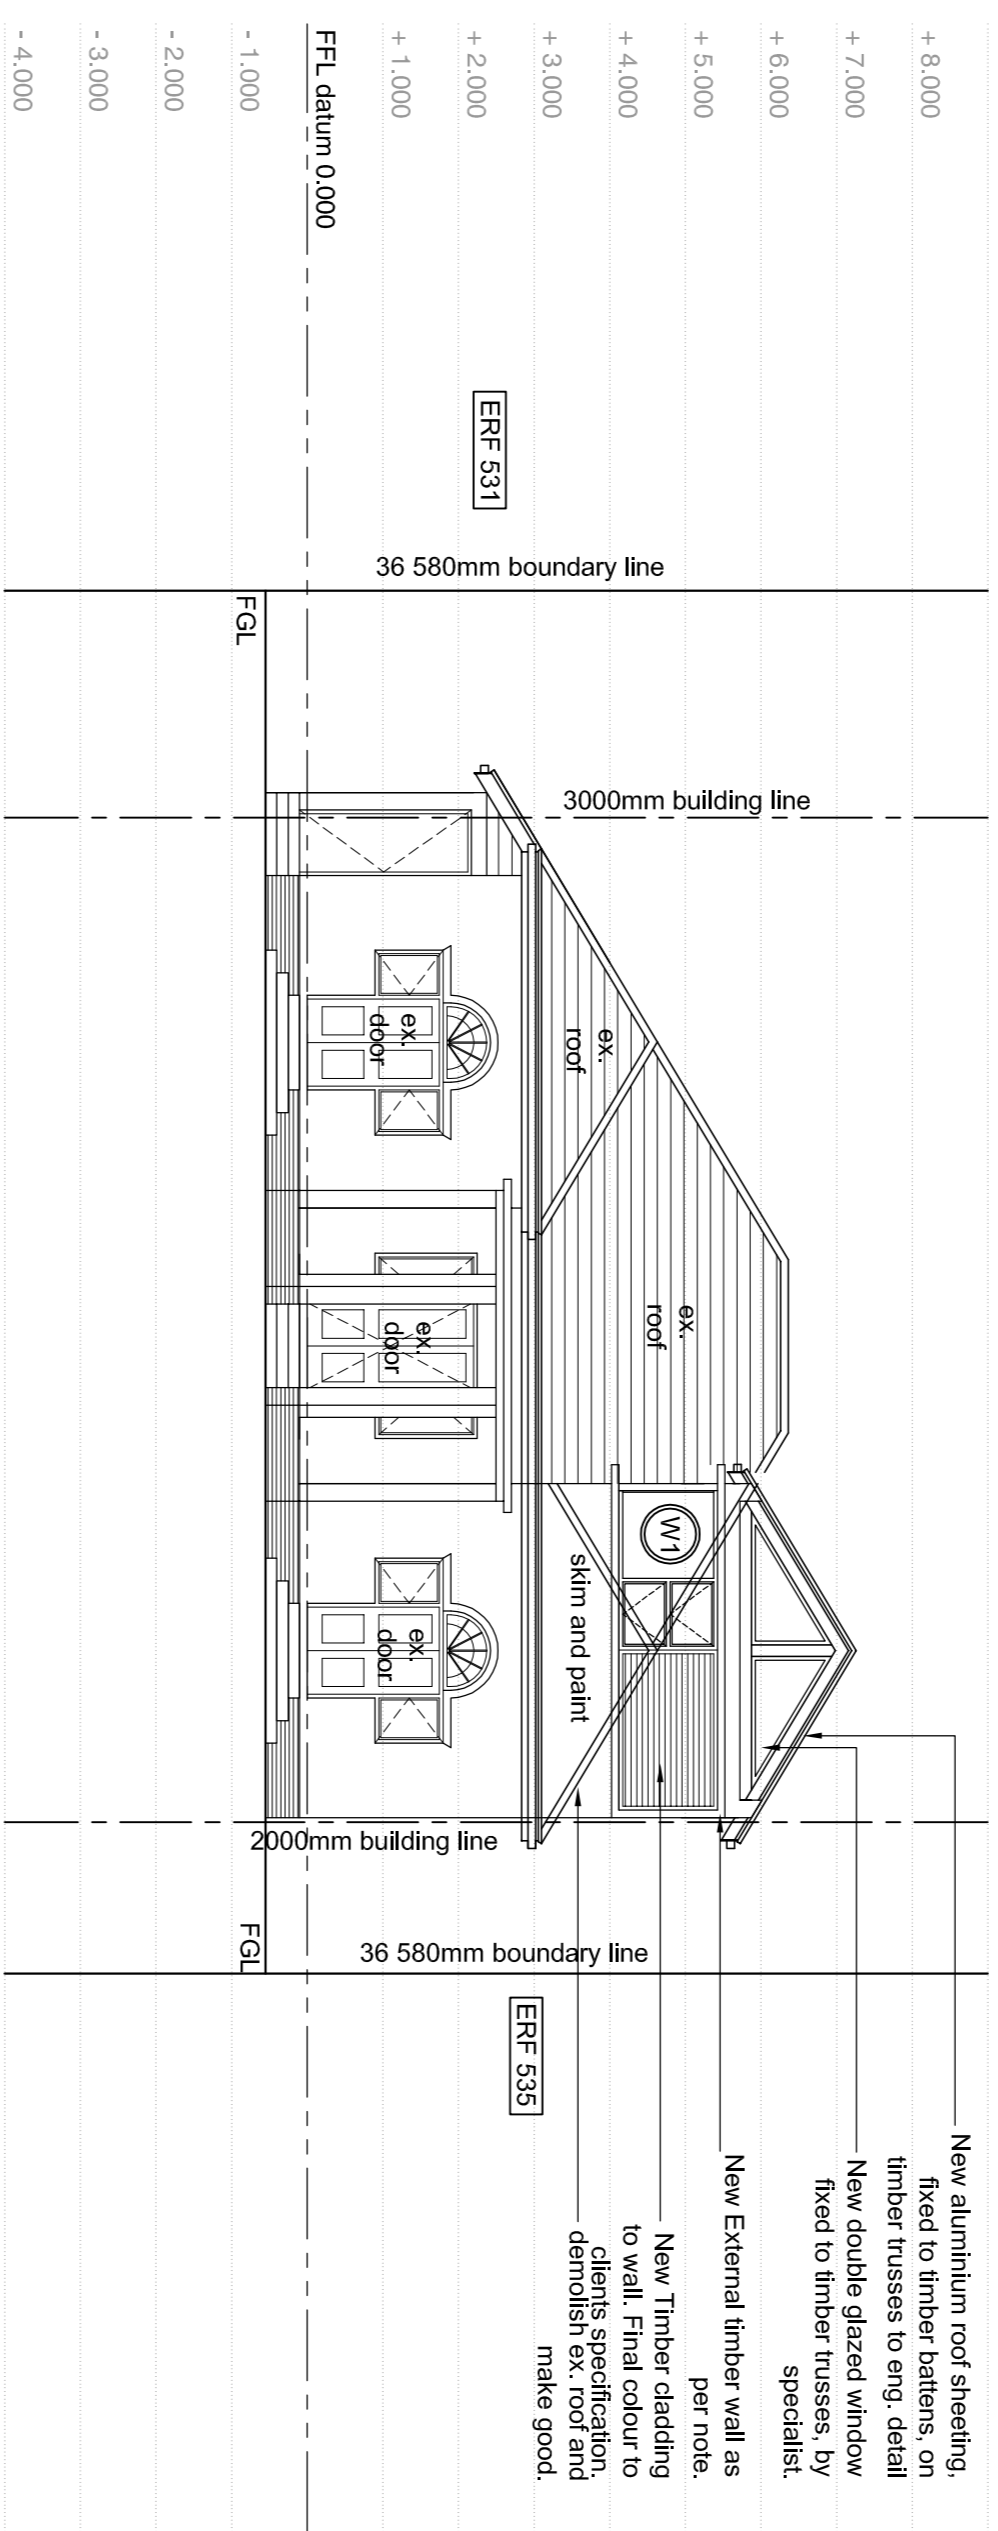 + 8.000
+ 7.000
+ 6.000
+ 5.000
+ 4.000
+ 3.000
+ 2.000
+ 1.000
FFL datum 0.000
- 1.000
- 2.000
- 3.000
- 4.000
ERF 531
36 580mm boundary line
FGL
3000mm building line
ex.
roof
ex.
door
ex.
roof
ex.
door
W1
skim and paint
ex.
door
2000mm building line
36 580mm boundary line
FGL
ERF 535
New aluminium roof sheeting,
fixed to timber battens, on
timber trusses to eng. detail
New double glazed window
fixed to timber trusses, by
specialist.
New External timber wall as
per note.
New Timber cladding
to wall. Final colour to
clients specification.
demolish ex. roof and
make good.